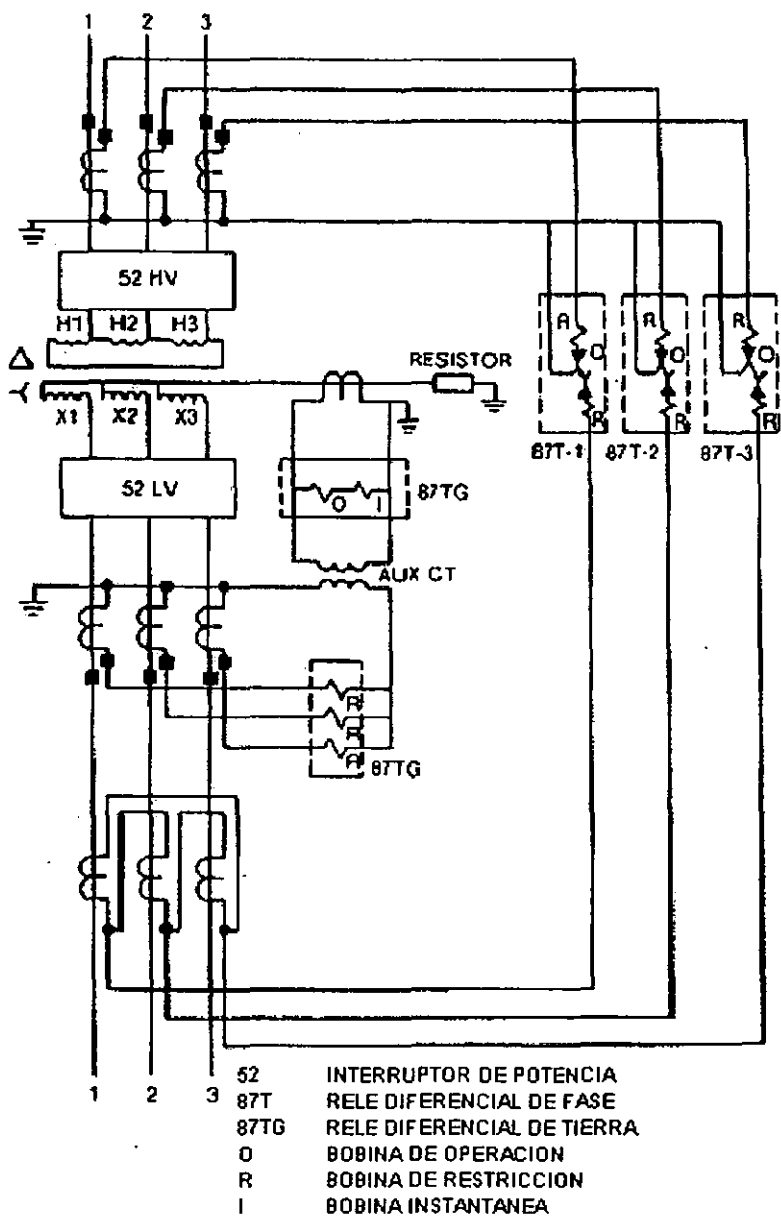 1 2 3
52 HV
H1 H2 H3
Δ
RESISTOR
X1 X2 X3
A O R
R O R
R O R
87T-1 87T-2 87T-3
52 LV
87TG
O I
AUX CT
R
R
A
87TG
1 2 3
52 INTERRUPTOR DE POTENCIA
87T RELE DIFERENCIAL DE FASE
87TG RELE DIFERENCIAL DE TIERRA
O BOBINA DE OPERACION
R BOBINA DE RESTRICCION
I BOBINA INSTANTANEA